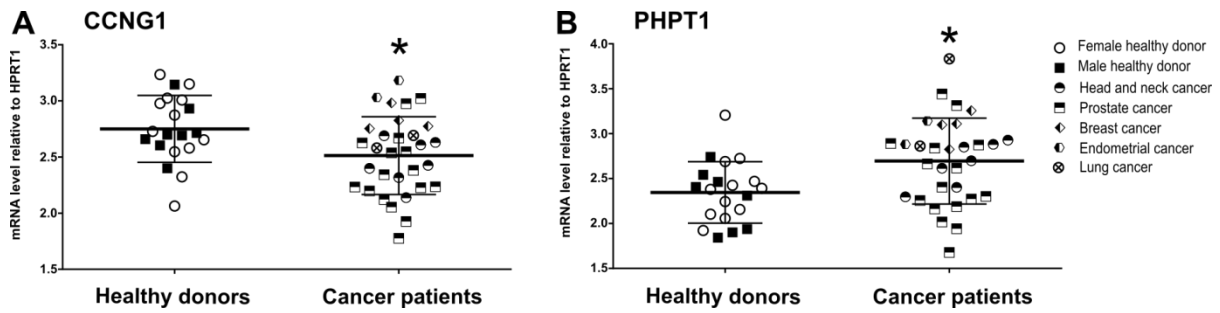 A CCNG1
mRNA level relative to HPRT1
3.5
3.0
2.5
2.0
1.5
*
Healthy donors
Cancer patients
B PHPT1
mRNA level relative to HPRT1
4.0
3.5
3.0
2.5
2.0
1.5
*
Healthy donors
Cancer patients
Female healthy donor
Male healthy donor
Head and neck cancer
Prostate cancer
Breast cancer
Endometrial cancer
Lung cancer